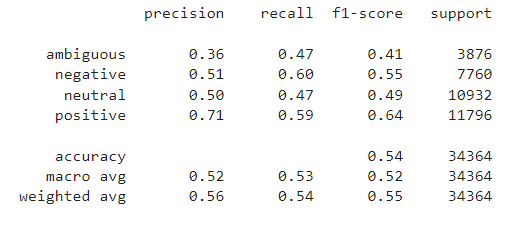 precision recall f1-score support
ambiguous 0.36 0.47 0.41 3876
negative 0.51 0.60 0.55 7760
neutral 0.50 0.47 0.49 10932
positive 0.71 0.59 0.64 11796
accuracy 0.54 34364
macro avg 0.52 0.53 0.52 34364
weighted avg 0.56 0.54 0.55 34364